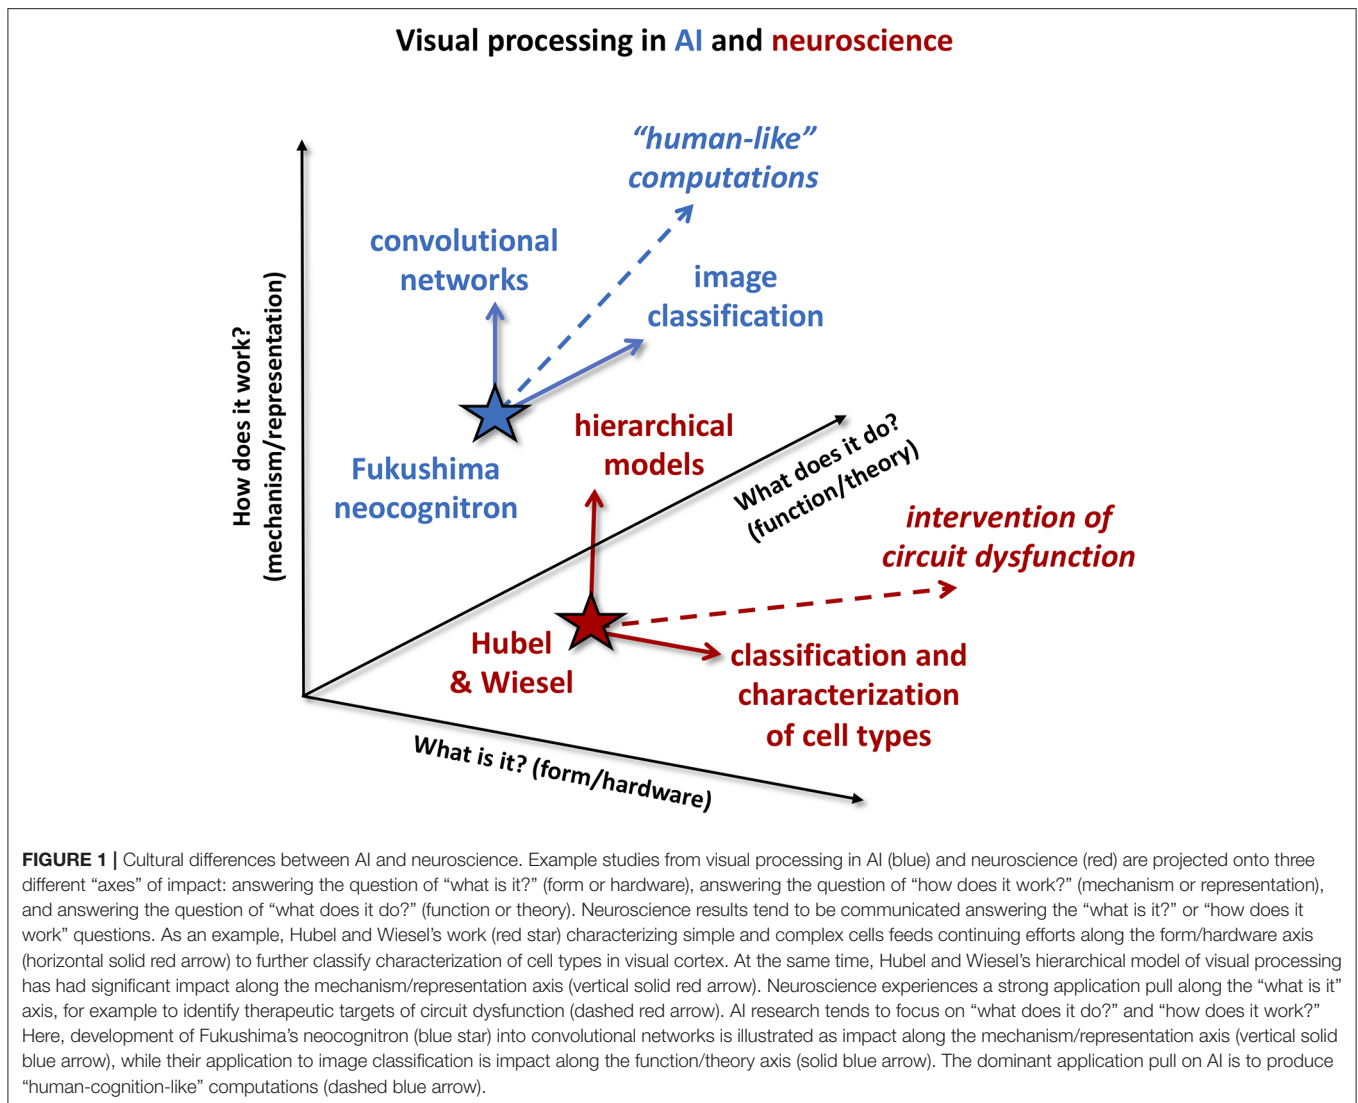 Visual processing in AI and neuroscience
“human-like”
computations
convolutional
networks
image
classification
How does it work?
(mechanism/representation)
Fukushima
neocognitron
hierarchical
models
What does it do?
(function/theory)
intervention of
circuit dysfunction
Hubel
& Wiesel
classification and
characterization
of cell types
What is it? (form/hardware)
FIGURE 1 | Cultural differences between AI and neuroscience. Example studies from visual processing in AI (blue) and neuroscience (red) are projected onto three
different “axes” of impact: answering the question of “what is it?” (form or hardware), answering the question of “how does it work?” (mechanism or representation),
and answering the question of “what does it do?” (function or theory). Neuroscience results tend to be communicated answering the “what is it?” or “how does it
work” questions. As an example, Hubel and Wiesel’s work (red star) characterizing simple and complex cells feeds continuing efforts along the form/hardware axis
(horizontal solid red arrow) to further classify characterization of cell types in visual cortex. At the same time, Hubel and Wiesel’s hierarchical model of visual processing
has had significant impact along the mechanism/representation axis (vertical solid red arrow). Neuroscience experiences a strong application pull along the “what is it”
axis, for example to identify therapeutic targets of circuit dysfunction (dashed red arrow). AI research tends to focus on “what does it do?” and “how does it work?”
Here, development of Fukushima’s neocognitron (blue star) into convolutional networks is illustrated as impact along the mechanism/representation axis (vertical solid
blue arrow), while their application to image classification is impact along the function/theory axis (solid blue arrow). The dominant application pull on AI is to produce
“human-cognition-like” computations (dashed blue arrow).